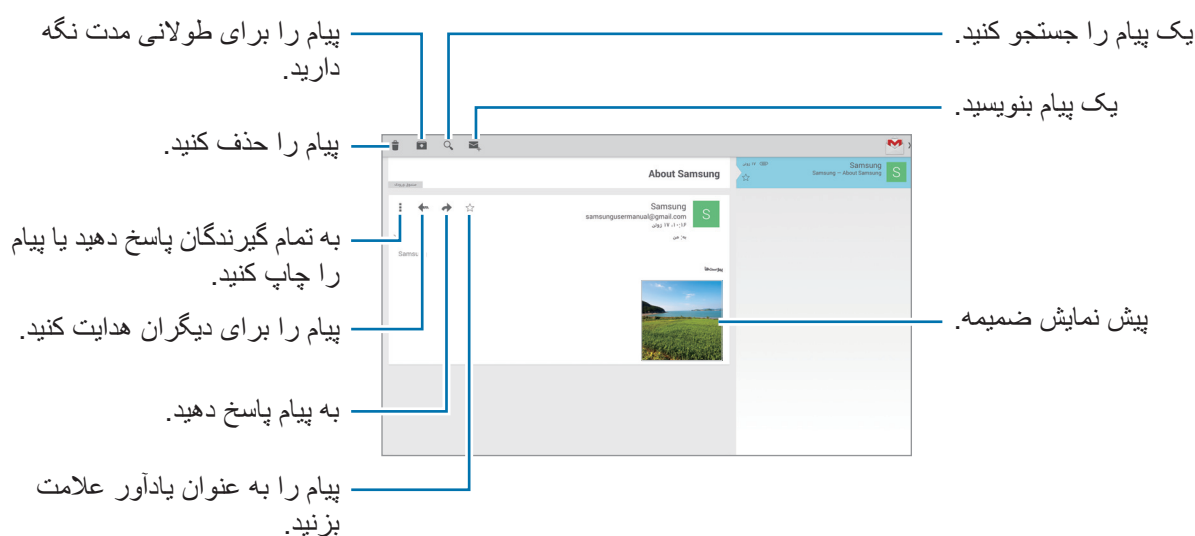 یک پیام را جستجو کنید.
یک پیام بنویسید.
پیش نمایش ضمیمه.
پیام را برای طولانی مدت نگه
دارید.
پیام را حذف کنید.
به تمام گیرندگان پاسخ دهید یا پیام
را چاپ کنید.
پیام را برای دیگران هدایت کنید.
به پیام پاسخ دهید.
پیام را به عنوان یادآور علامت
بزنید.
Samsung
Samsung – About Samsung
S
About Samsung
Samsung
samsungusermanual@gmail.com
S